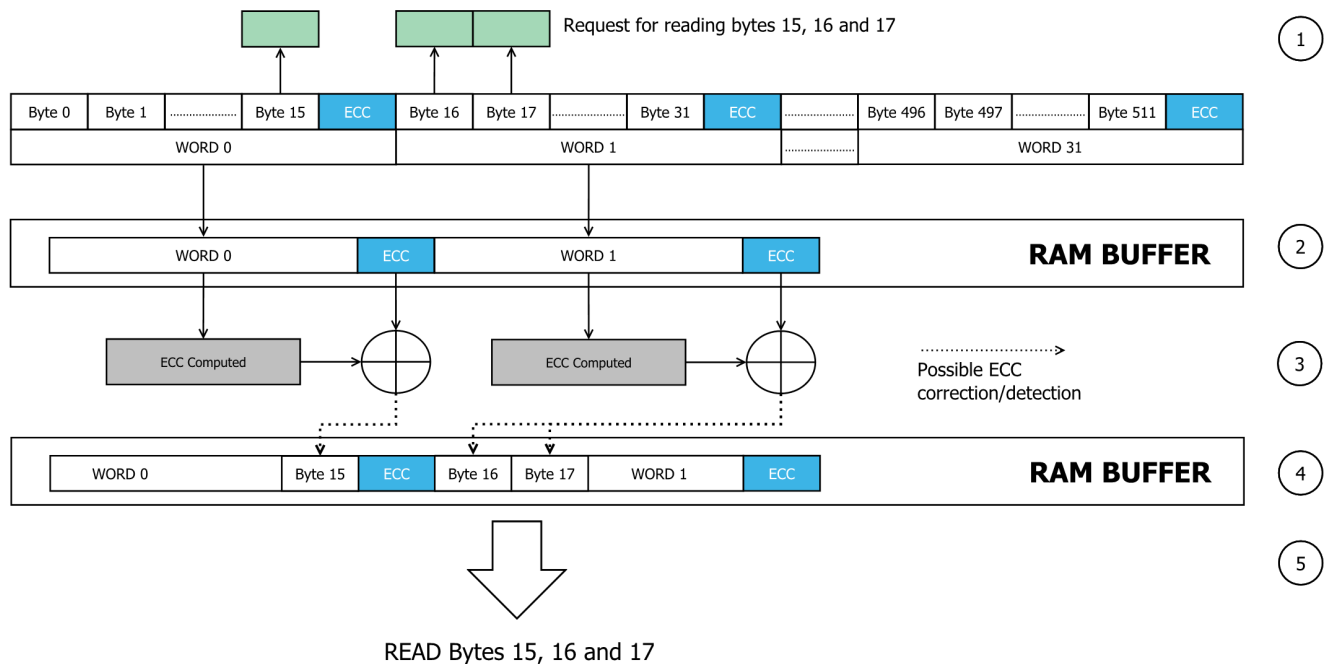 Request for reading bytes 15, 16 and 17
1
Byte 0 Byte 1 .................... Byte 15 ECC Byte 16 Byte 17 .................... Byte 31 ECC .................... Byte 496 Byte 497 .................... Byte 511 ECC
WORD 0 WORD 1 .................... WORD 31
WORD 0 ECC WORD 1 ECC RAM BUFFER 2
ECC Computed ECC Computed 3
Possible ECC
correction/detection
WORD 0 Byte 15 ECC Byte 16 Byte 17 WORD 1 ECC RAM BUFFER 4
5
READ Bytes 15, 16 and 17